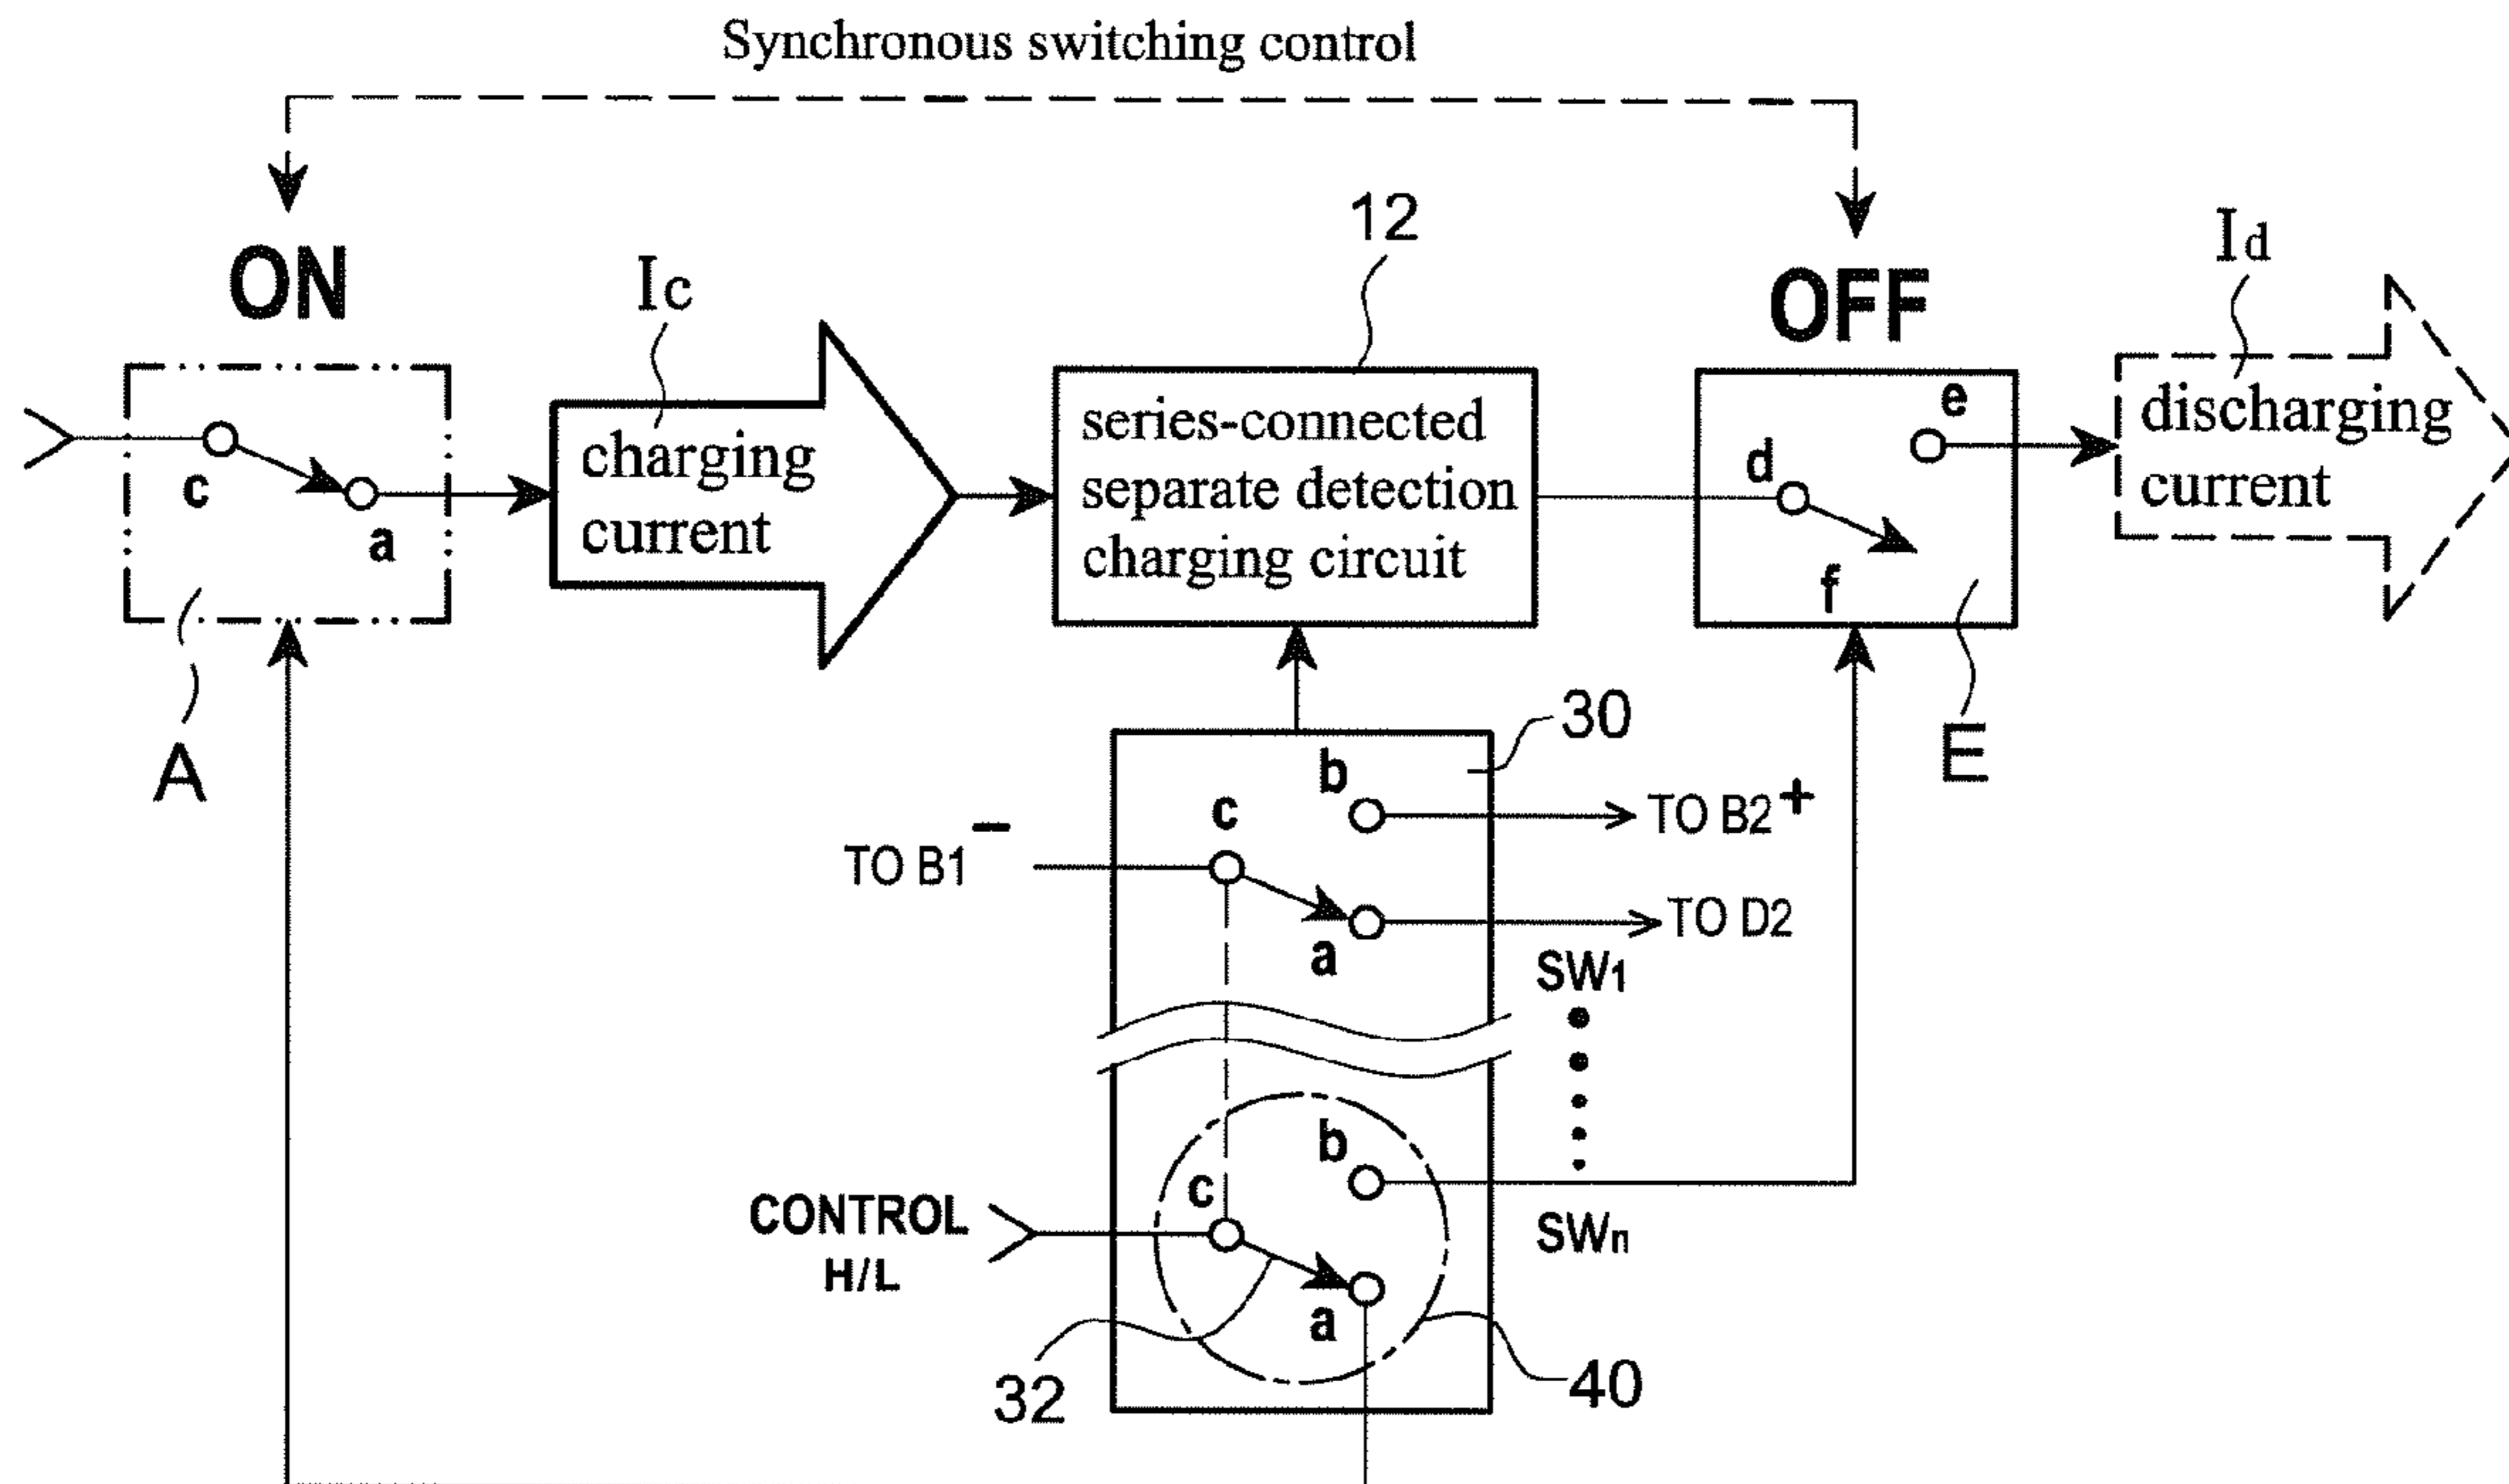 Synchronous switching control
ON
Ic
12
OFF
Id
c
a
charging
current
series-connected
separate detection
charging circuit
d
e
f
discharging
current
A
E
30
TO B1−
c
b
a
TO B2+
TO D2
SW1
SWn
CONTROL
H/L
c
b
a
32
40